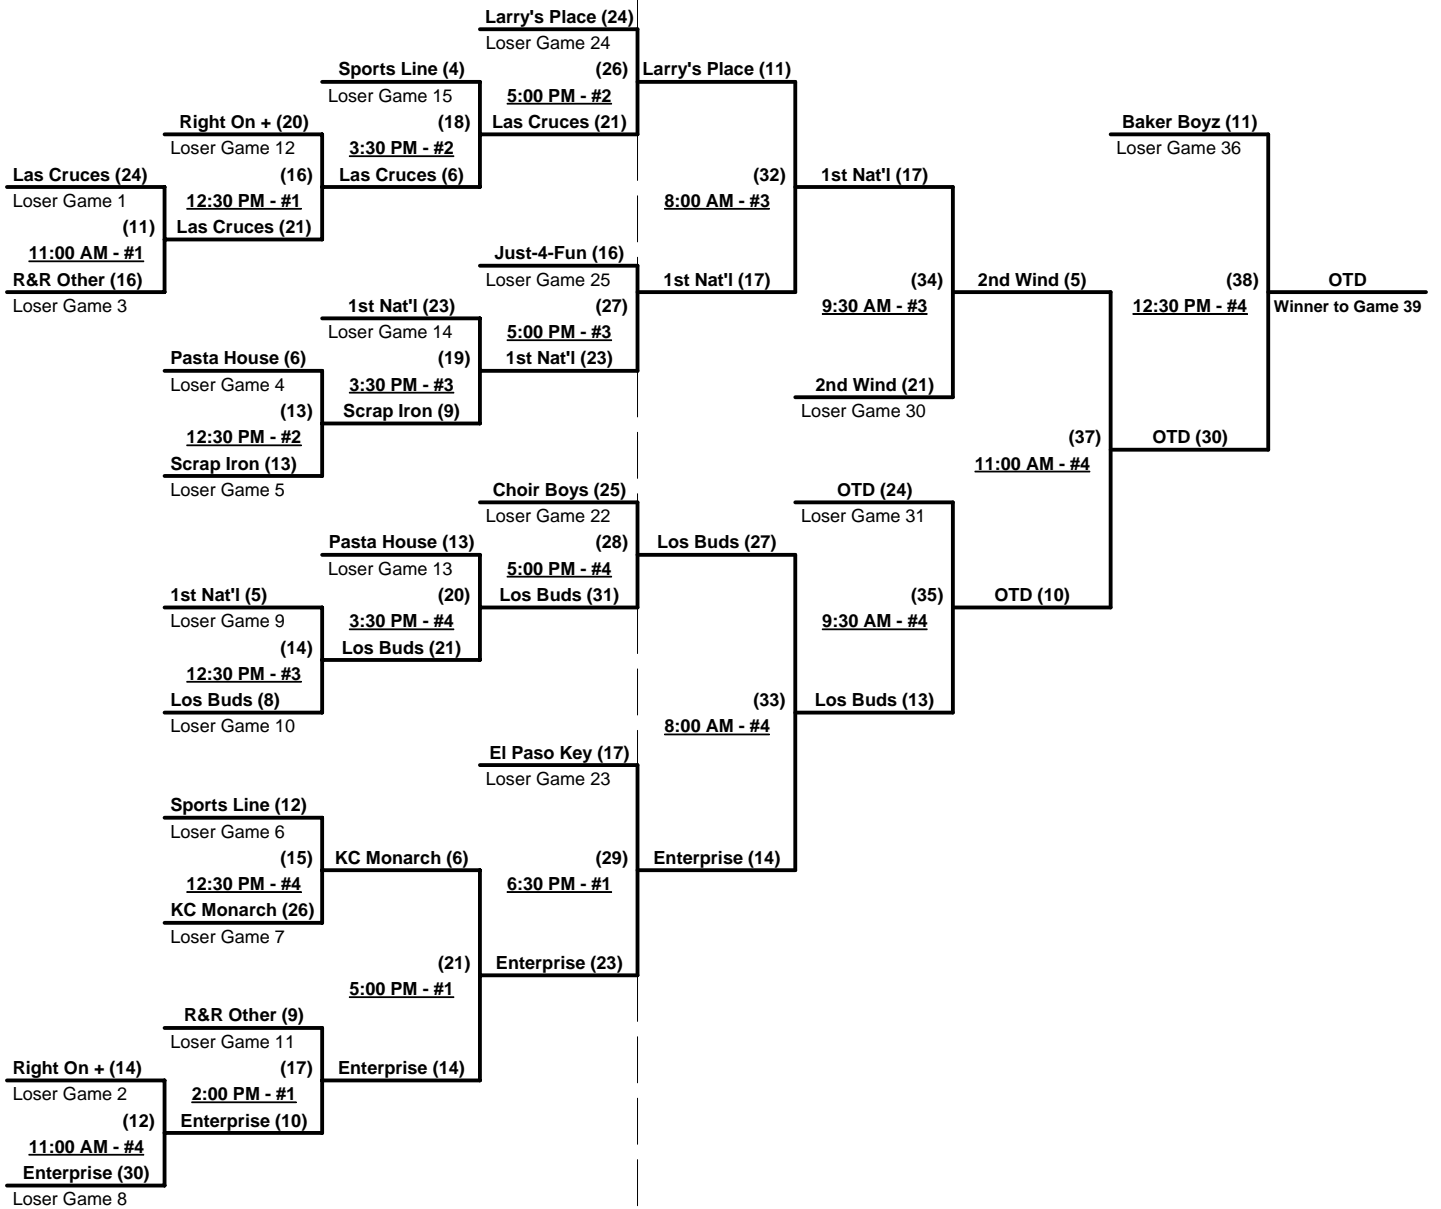 Larry's Place (24)
Loser Game 24
Sports Line (4)
(26)
Larry's Place (11)
Loser Game 15
5:00 PM - #2
Right On + (20)
(18)
Las Cruces (21)
Baker Boyz (11)
Loser Game 12
3:30 PM - #2
Loser Game 36
Las Cruces (24)
(16)
Las Cruces (6)
(32)
1st Nat'l (17)
Loser Game 1
12:30 PM - #1
8:00 AM - #3
(11)
Las Cruces (21)
11:00 AM - #1
Just-4-Fun (16)
R&R Other (16)
Loser Game 25
1st Nat'l (17)
(34)
2nd Wind (5)
(38)
OTD
Loser Game 3
1st Nat'l (23)
(27)
9:30 AM - #3
12:30 PM - #4
Winner to Game 39
Loser Game 14
5:00 PM - #3
Pasta House (6)
(19)
1st Nat'l (23)
Loser Game 4
3:30 PM - #3
2nd Wind (21)
(13)
Scrap Iron (9)
Loser Game 30
12:30 PM - #2
(37)
OTD (30)
Scrap Iron (13)
11:00 AM - #4
Loser Game 5
Choir Boys (25)
OTD (24)
Loser Game 22
Loser Game 31
Pasta House (13)
(28)
Los Buds (27)
Loser Game 13
5:00 PM - #4
1st Nat'l (5)
(20)
Los Buds (31)
(35)
OTD (10)
Loser Game 9
3:30 PM - #4
9:30 AM - #4
(14)
Los Buds (21)
12:30 PM - #3
Los Buds (8)
(33)
Los Buds (13)
Loser Game 10
8:00 AM - #4
El Paso Key (17)
Loser Game 23
Sports Line (12)
Loser Game 6
(15)
KC Monarch (6)
(29)
Enterprise (14)
12:30 PM - #4
6:30 PM - #1
KC Monarch (26)
Loser Game 7
(21)
Enterprise (23)
5:00 PM - #1
R&R Other (9)
Loser Game 11
Right On + (14)
(17)
Enterprise (14)
Loser Game 2
2:00 PM - #1
(12)
Enterprise (10)
11:00 AM - #4
Enterprise (30)
Loser Game 8